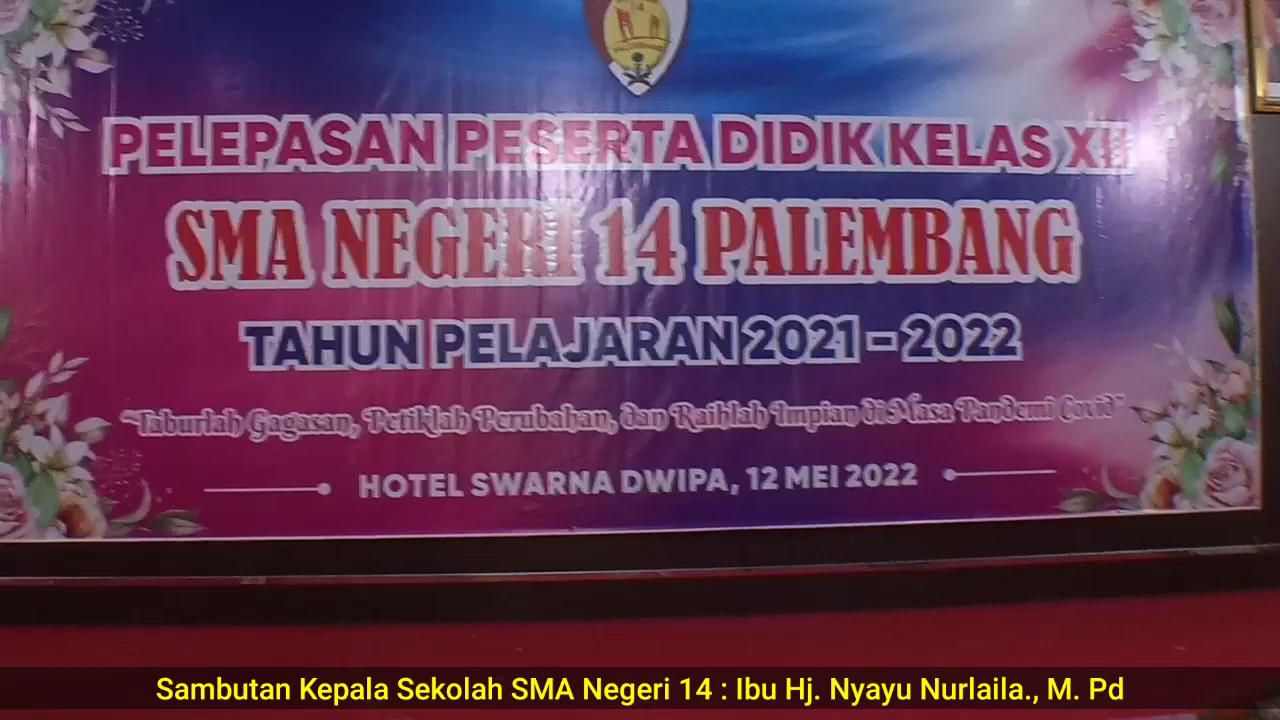 PELEPASAN PESERTA DIDIK KELAS XII
SMA NEGERI 14 PALEMBANG
TAHUN PELAJARAN 2021 - 2022
"Taburlah Gagasan, Petiklah Perubahan, dan Raihlah Impian di Masa Pandemi Covid"
HOTEL SWARNA DWIPA, 12 MEI 2022
Sambutan Kepala Sekolah SMA Negeri 14 : Ibu Hj. Nyayu Nurlaila., M. Pd